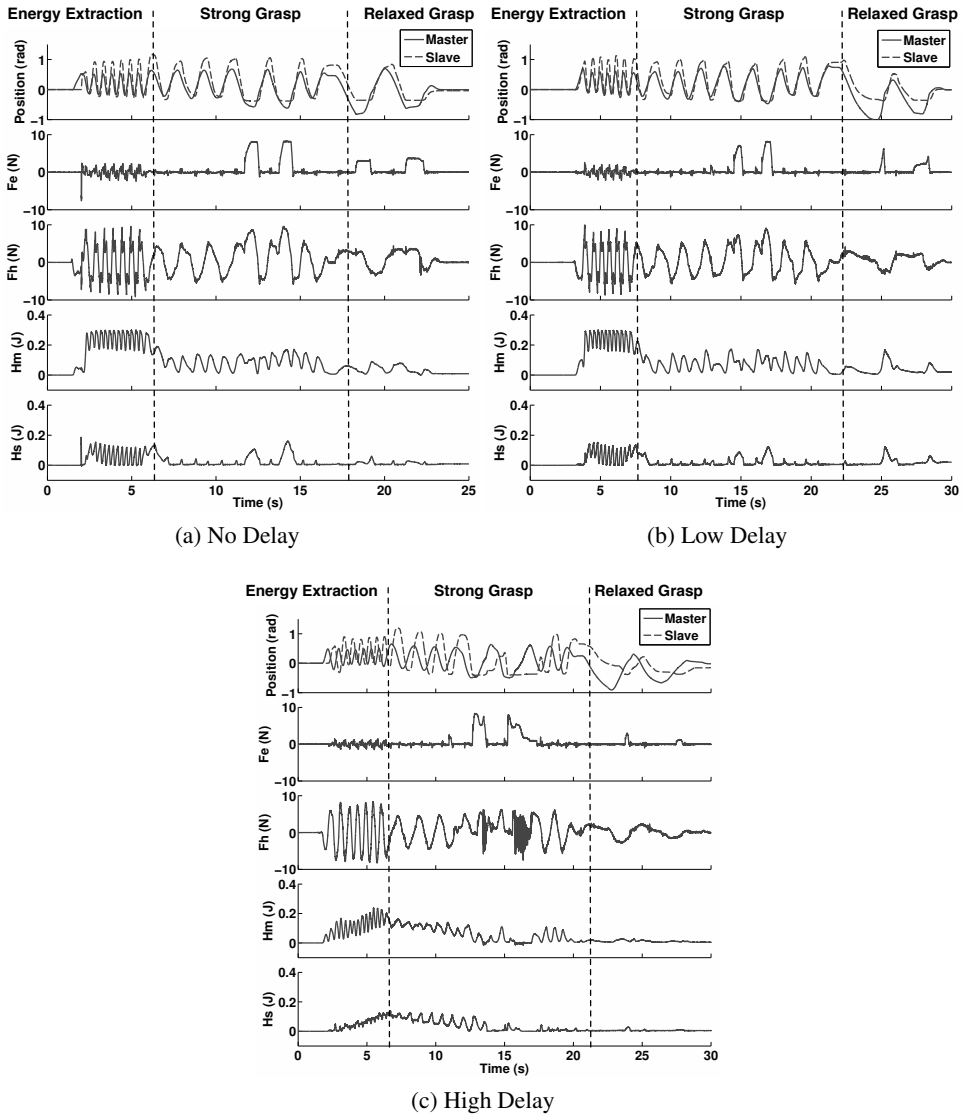 Energy Extraction Strong Grasp Relaxed Grasp
Master
Slave
Position (rad)
1
0
−1
Fe (N)
10
0
−10
Fh (N)
10
0
−10
Hm (J)
0.4
0.2
0
Hs (J)
0.4
0.2
0
0 5 10 15 20 25
Time (s)
(a) No Delay
Energy Extraction Strong Grasp Relaxed Grasp
Master
Slave
Position (rad)
1
0
−1
Fe (N)
10
0
−10
Fh (N)
10
0
−10
Hm (J)
0.4
0.2
0
Hs (J)
0.4
0.2
0
0 5 10 15 20 25 30
Time (s)
(b) Low Delay
Energy Extraction Strong Grasp Relaxed Grasp
Master
Slave
Position (rad)
1
0
−1
Fe (N)
10
0
−10
Fh (N)
10
0
−10
Hm (J)
0.4
0.2
0
Hs (J)
0.4
0.2
0
0 5 10 15 20 25 30
Time (s)
(c) High Delay